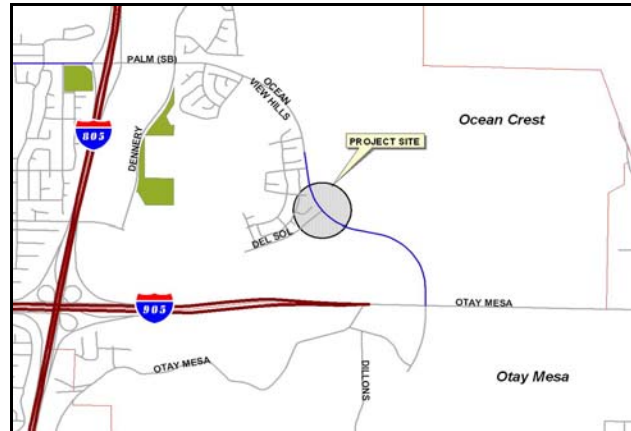 PALM (SB)
OCEAN
VIEW HILLS
Ocean Crest
805
DENNERY
PROJECT SITE
DEL SOL
905
OTAY MESA
OTAY MESA
DILLONS
Otay Mesa